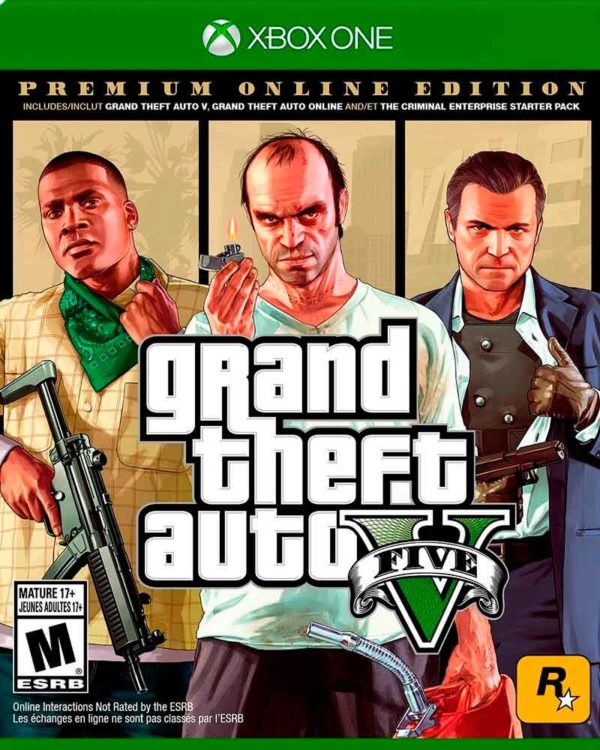 XBOX ONE
PREMIUM ONLINE EDITION
INCLUDES/INCLUT GRAND THEFT AUTO V, GRAND THEFT AUTO ONLINE AND/ET THE CRIMINAL ENTERPRISE STARTER PACK
grand
theft
auto V
FIVE
MATURE 17+
JEUNES ADULTES 17+
M
®
ESRB
R
Online Interactions Not Rated by the ESRB
Les échanges en ligne ne sont pas classés par l'ESRB